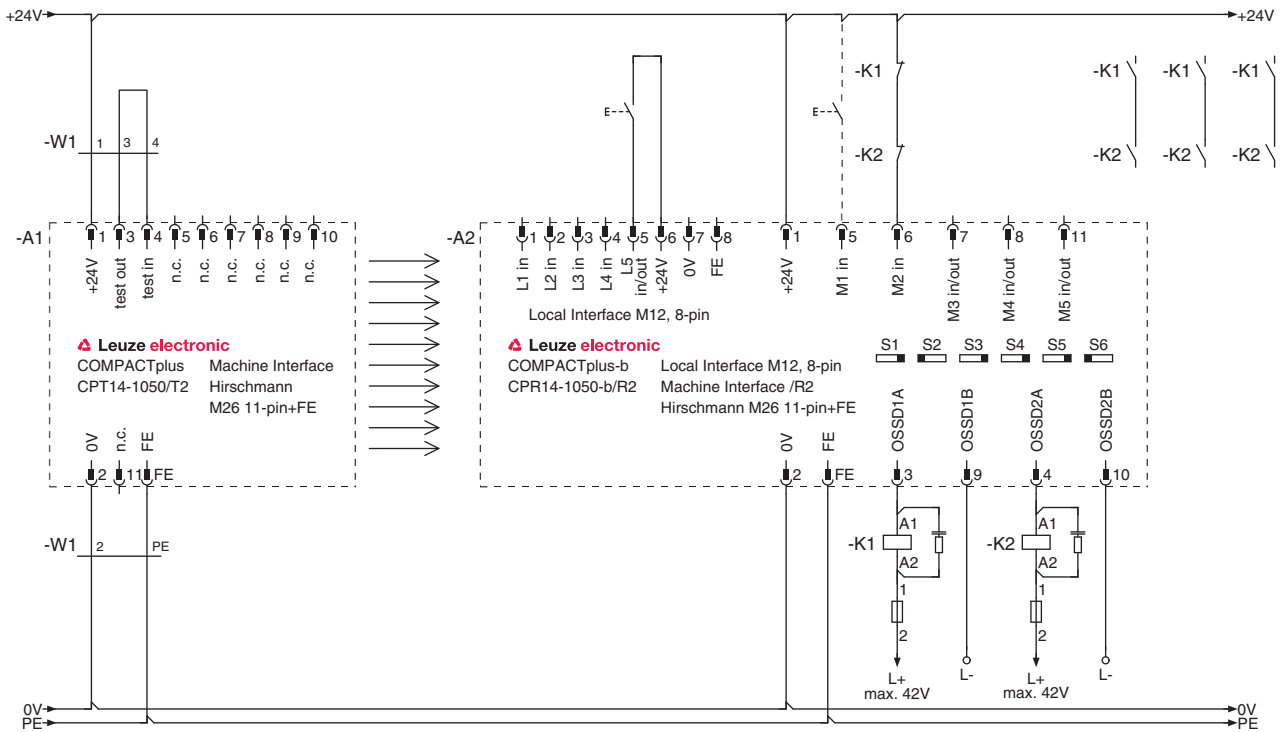 +24V +24V
-K1 -K1 -K1 -K1
E E
-W1 1 3 4
-K2 -K2 -K2 -K2
-A1 1 3 4 5 6 7 8 9 10
-A2 1 2 3 4 5 6 7 8 1 5 6 7 8 11
+24V test out test in n.c. n.c. n.c. n.c. n.c. n.c.
L1 in L2 in L3 in L4 in L5 in/out +24V 0V FE
+24V M1 in M2 in M3 in/out M4 in/out M5 in/out
Local Interface M12, 8-pin
Leuze electronic
COMPACTplus Machine Interface
CPT14-1050/T2 Hirschmann
M26 11-pin+FE
Leuze electronic
COMPACTplus-b Local Interface M12, 8-pin
CPR14-1050-b/R2 Machine Interface /R2
Hirschmann M26 11-pin+FE
S1 S2 S3 S4 S5 S6
0V n.c. FE
0V FE OSSD1A OSSD1B OSSD2A OSSD2B
2 11 FE
2 FE 3 9 4 10
-W1 2 PE
A1 A1
-K1 -K2
A2 A2
1 1
2 2
L+ L- L+ L-
max. 42V max. 42V
0V 0V
PE PE